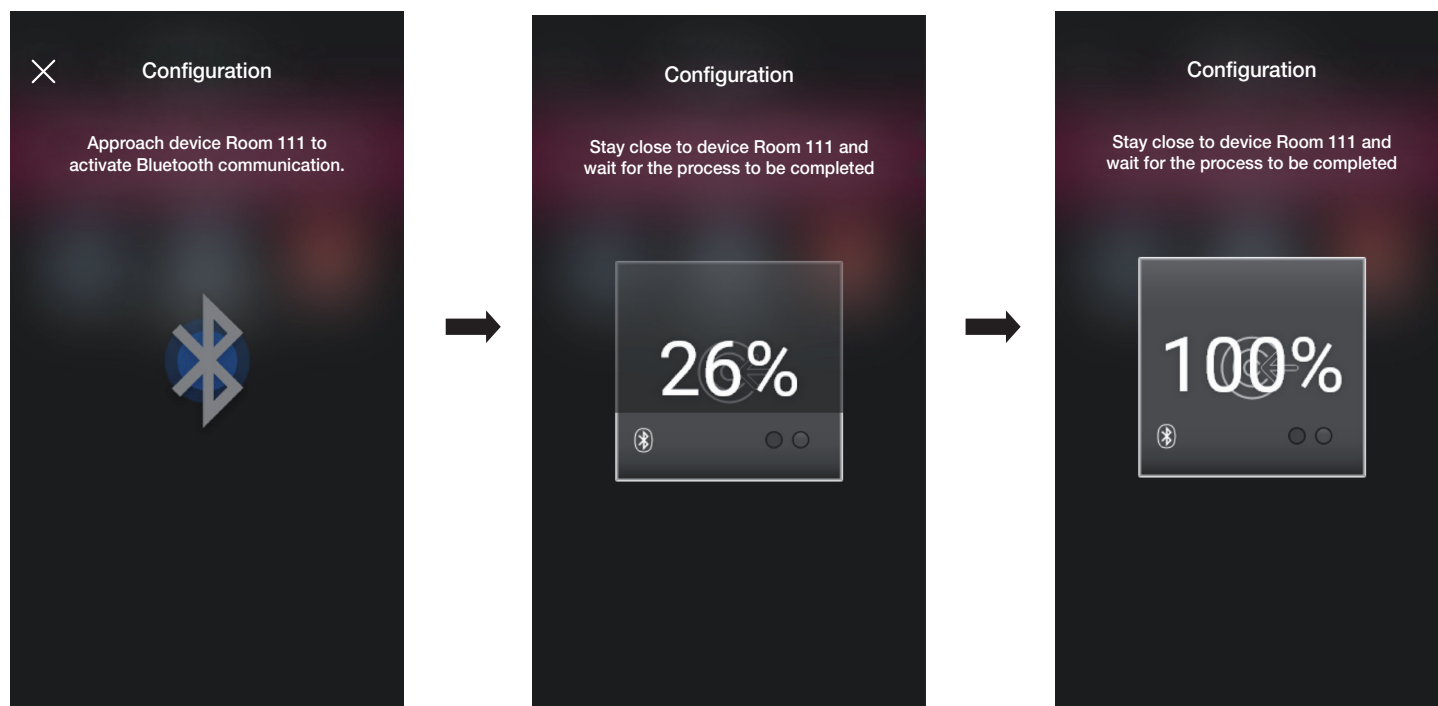 Configuration
Approach device Room 111 to
activate Bluetooth communication.
Configuration
Stay close to device Room 111 and
wait for the process to be completed
26%
Configuration
Stay close to device Room 111 and
wait for the process to be completed
100%